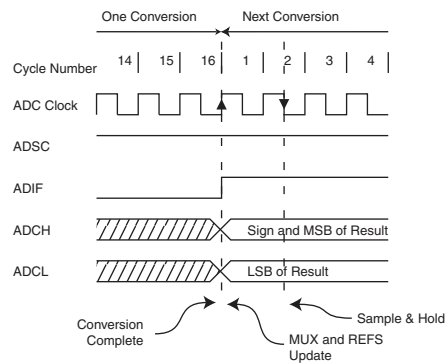 One Conversion Next Conversion
Cycle Number 14 15 16 1 2 3 4
ADC Clock
ADSC
ADIF
ADCH Sign and MSB of Result
ADCL LSB of Result
Sample & Hold
Conversion
Complete
MUX and REFS
Update